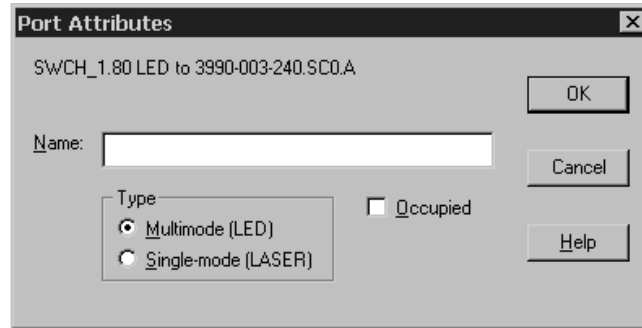 Port Attributes
SWCH_1.80 LED to 3990-003-240.SC0.A
OK
Name:
Cancel
Type
Occupied
Multimode (LED)
Help
Single-mode (LASER)